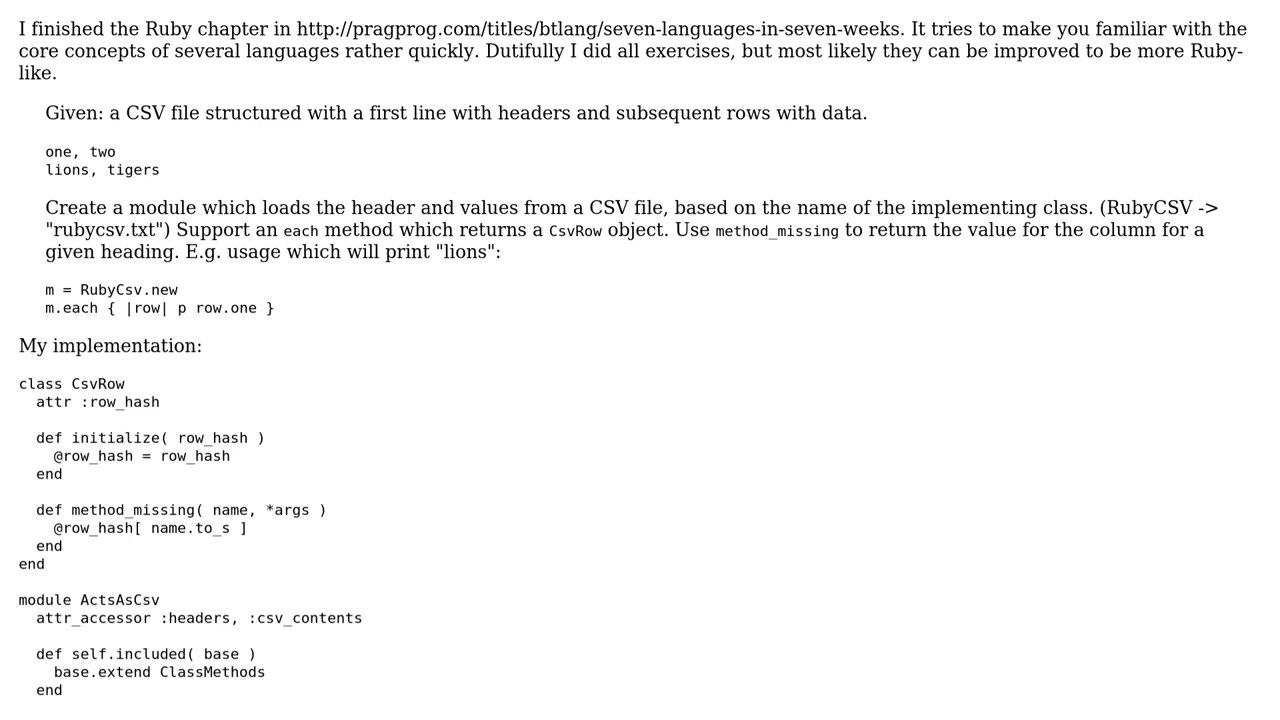 I finished the Ruby chapter in http://pragprog.com/titles/btlang/seven-languages-in-seven-weeks. It tries to make you familiar with the
core concepts of several languages rather quickly. Dutifully I did all exercises, but most likely they can be improved to be more Ruby-
like.
Given: a CSV file structured with a first line with headers and subsequent rows with data.
one, two
lions, tigers
Create a module which loads the header and values from a CSV file, based on the name of the implementing class. (RubyCSV ->
"rubycsv.txt") Support an each method which returns a CsvRow object. Use method_missing to return the value for the column for a
given heading. E.g. usage which will print "lions":
m = RubyCsv.new
m.each { |row| p row.one }
My implementation:
class CsvRow
  attr :row_hash
  def initialize( row_hash )
    @row_hash = row_hash
  end
  def method_missing( name, *args )
    @row_hash[ name.to_s ]
  end
end
module ActsAsCsv
  attr_accessor :headers, :csv_contents
  def self.included( base )
    base.extend ClassMethods
  end